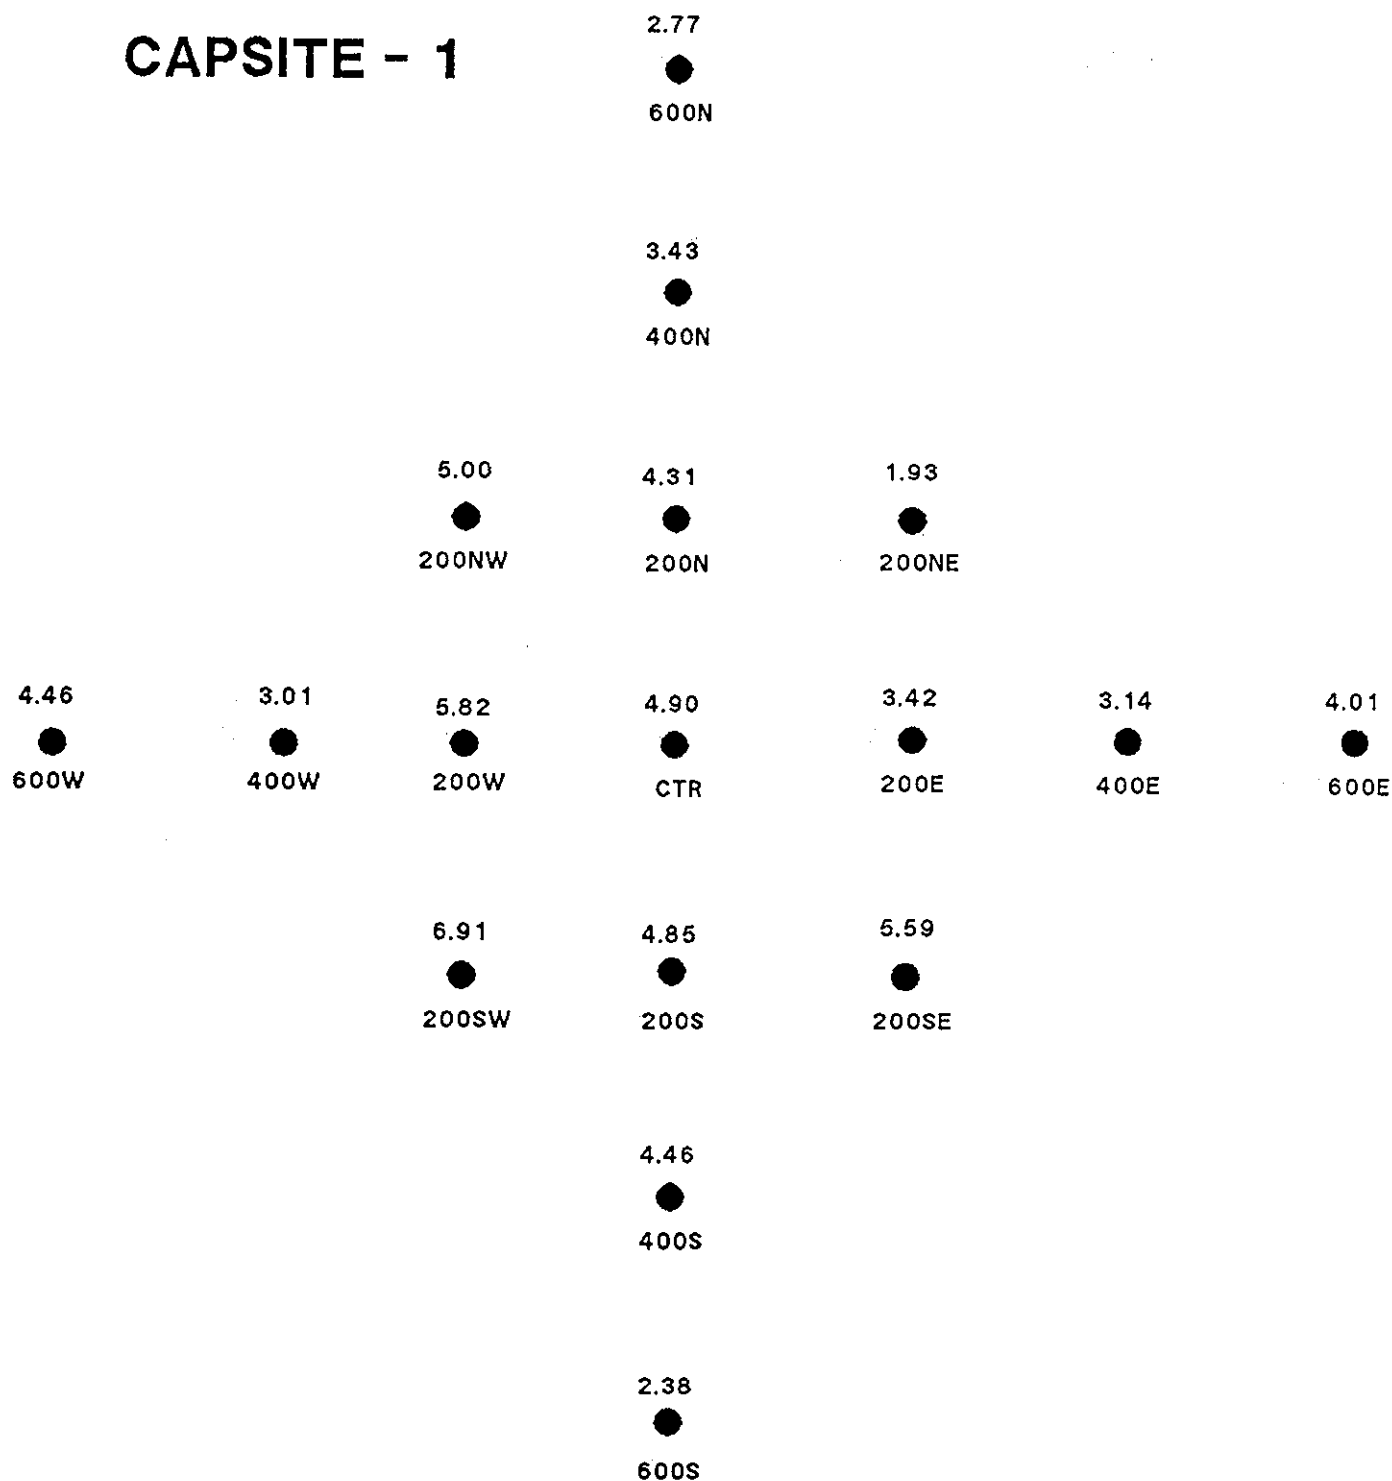 CAPSITE - 1
2.77
600N
3.43
400N
5.00 4.31 1.93
200NW 200N 200NE
4.46 3.01 5.82 4.90 3.42 3.14 4.01
600W 400W 200W CTR 200E 400E 600E
6.91 4.85 5.59
200SW 200S 200SE
4.46
400S
2.38
600S